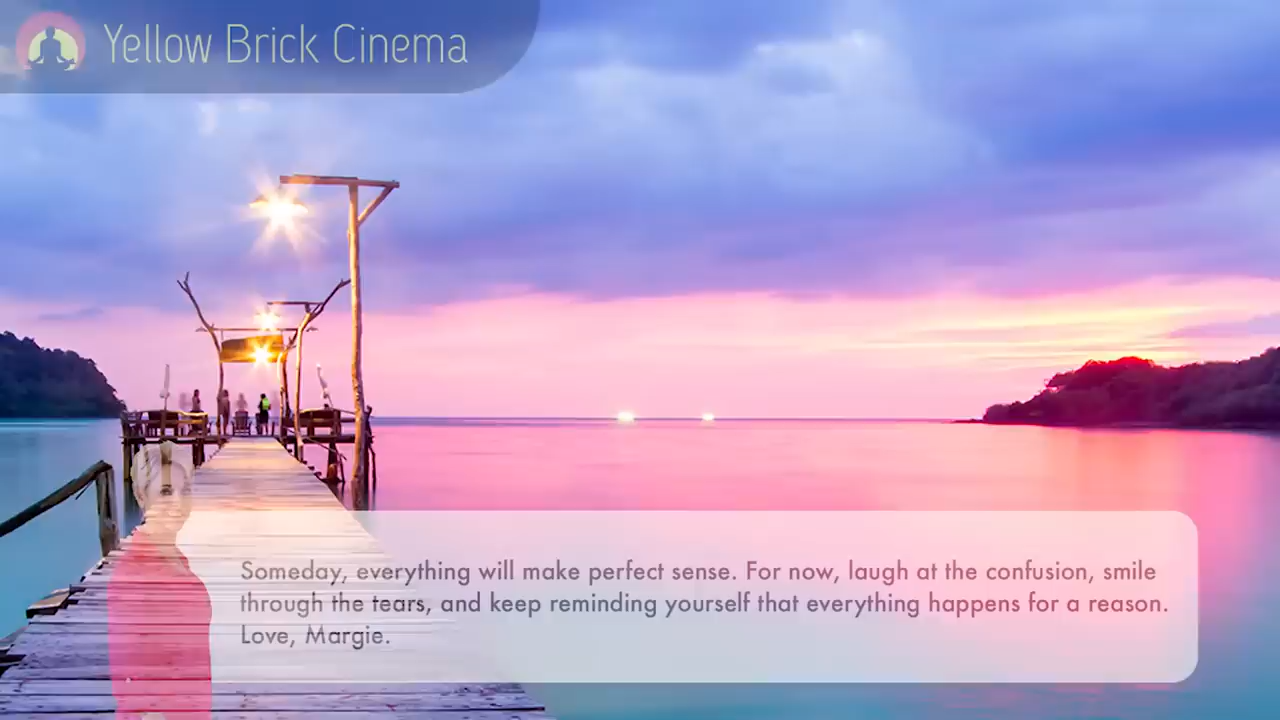 Yellow Brick Cinema
Someday, everything will make perfect sense. For now, laugh at the confusion, smile
through the tears, and keep reminding yourself that everything happens for a reason.
Love, Margie.